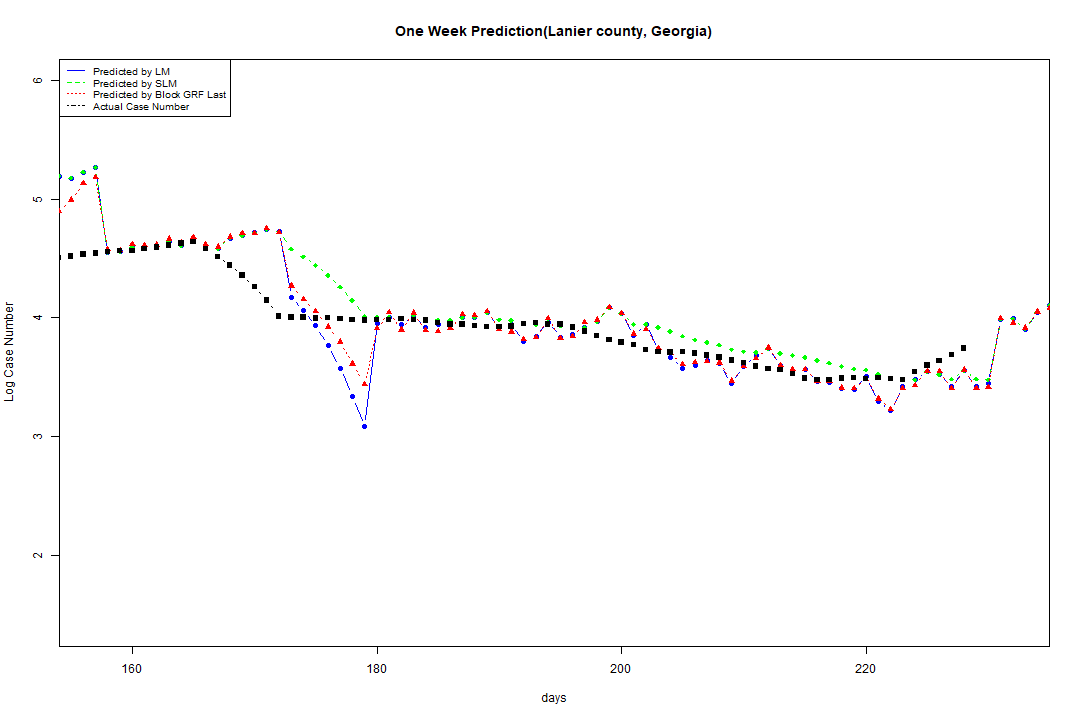 One Week Prediction(Lanier county, Georgia)
Predicted by LM
Predicted by SLM
Predicted by Block GRF Last
Actual Case Number
Log Case Number
6
5
4
3
2
160 180 200 220
days